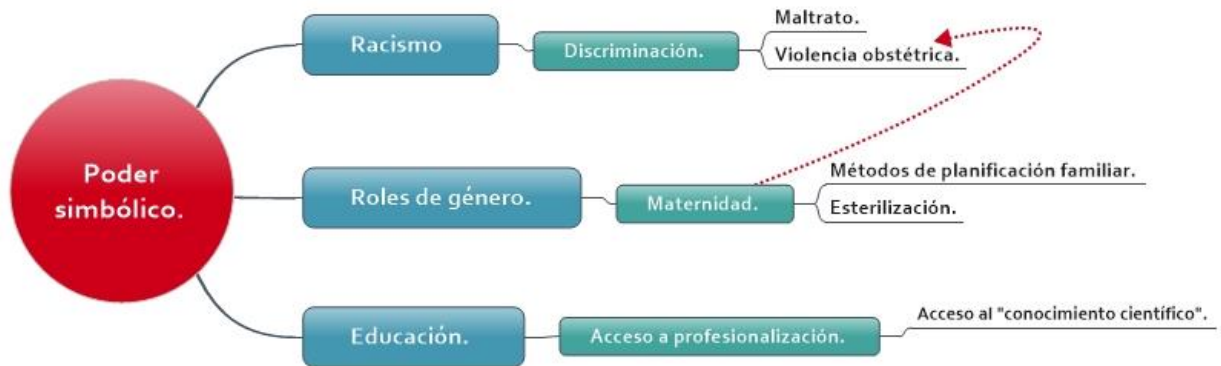 Poder
simbólico.
Racismo
Discriminación.
Maltrato.
Violencia obstétrica.
Roles de género.
Maternidad.
Métodos de planificación familiar.
Esterilización.
Educación.
Acceso a profesionalización.
Acceso al "conocimiento científico".